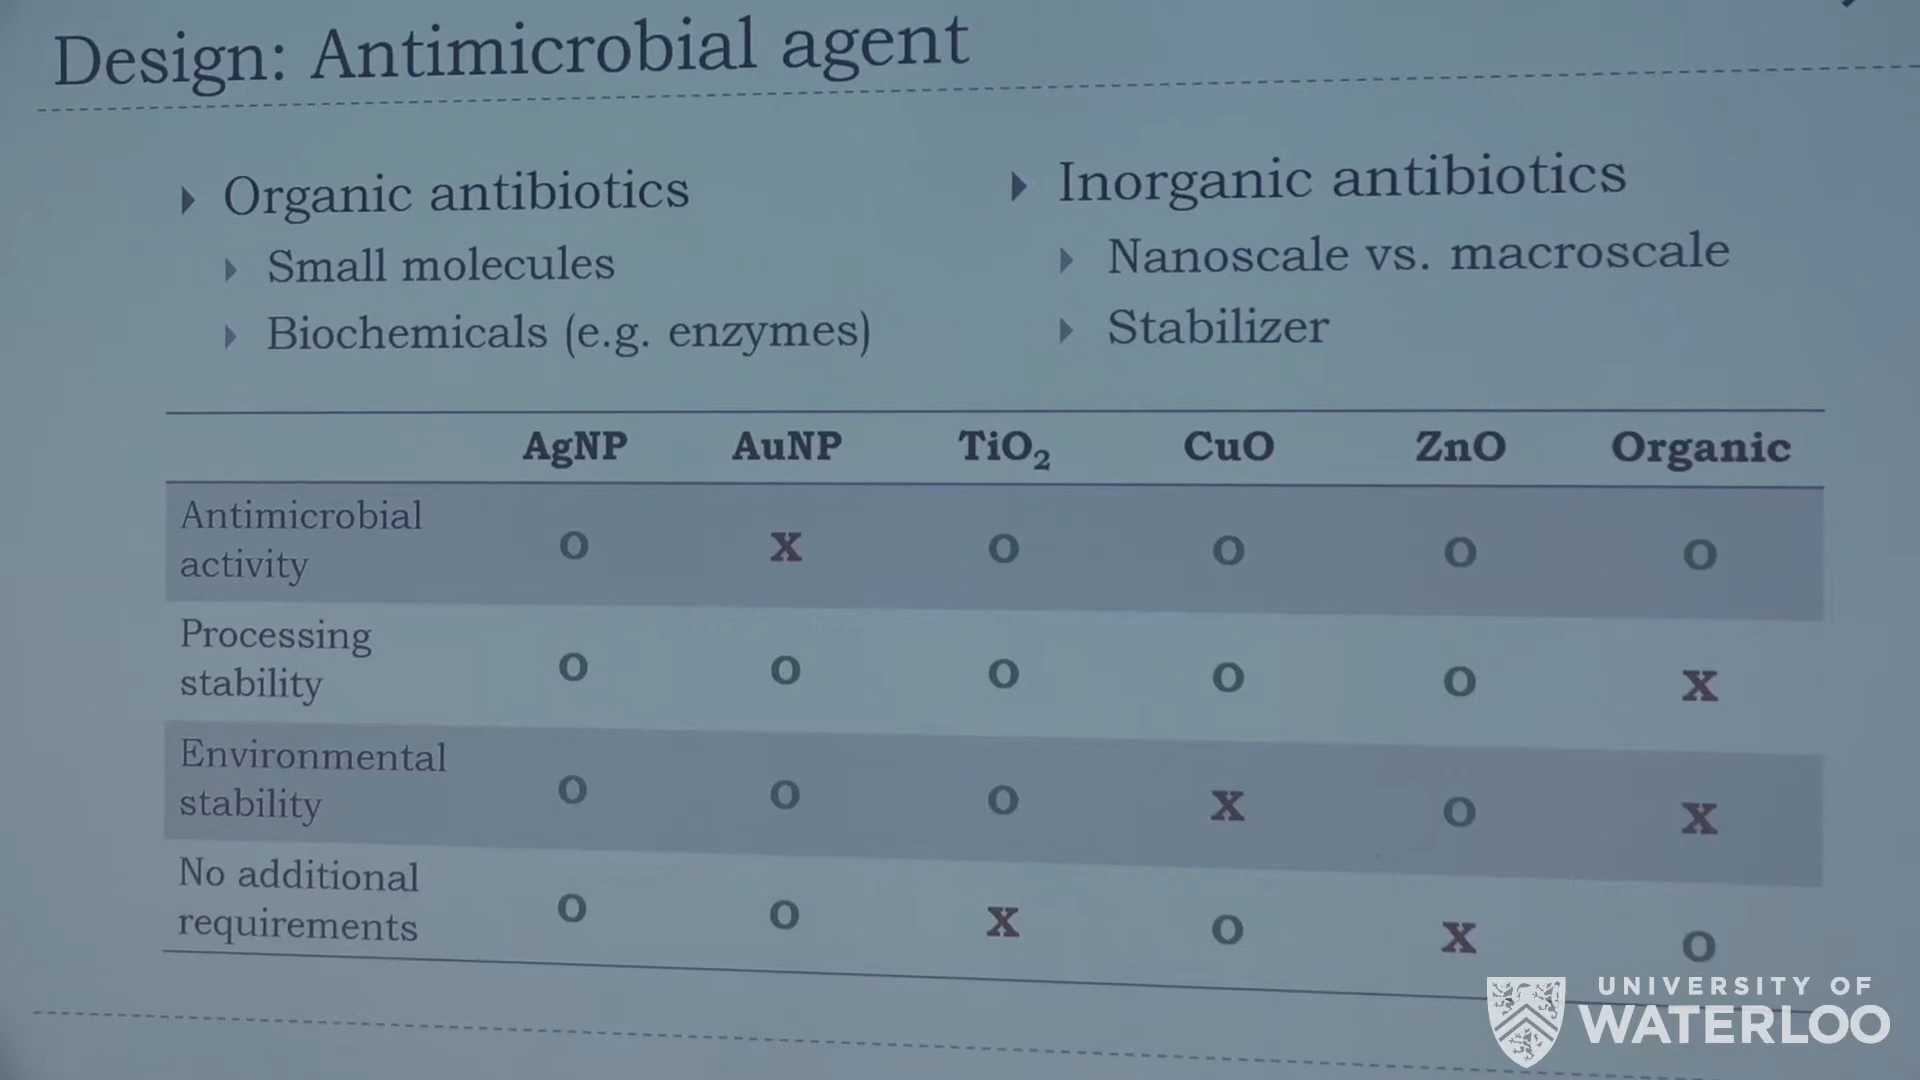 Design: Antimicrobial agent
Organic antibiotics
Small molecules
Biochemicals (e.g. enzymes)
Inorganic antibiotics
Nanoscale vs. macroscale
Stabilizer
AgNP AuNP TiO₂ CuO ZnO Organic
Antimicrobial
activity
O X O O O O
Processing
stability
O O O O O X
Environmental
stability
O O O X O X
No additional
requirements
O O X O X O
UNIVERSITY OF
WATERLOO